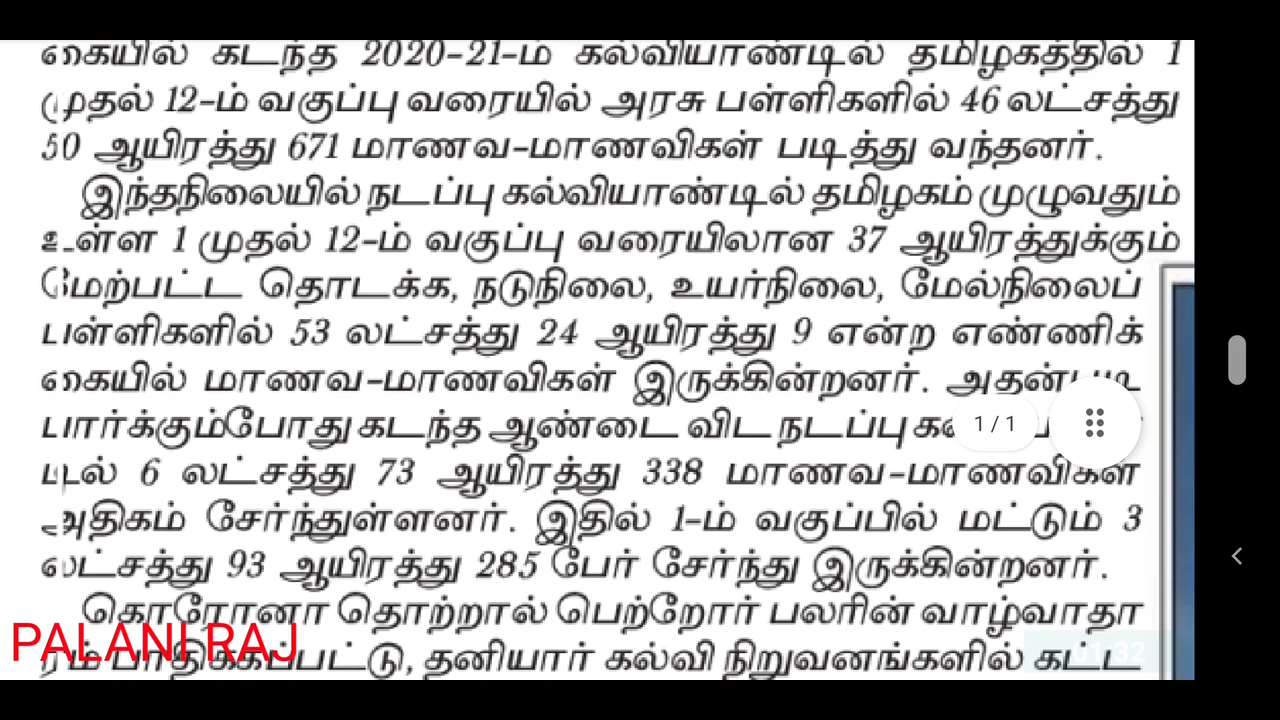 கையில் கடந்த 2020-21-ம் கல்வியாண்டில் தமிழகத்தில் 1
முதல் 12-ம் வகுப்பு வரையில் அரசு பள்ளிகளில் 46 லட்சத்து
50 ஆயிரத்து 671 மாணவ-மாணவிகள் படித்து வந்தனர்.
இந்தநிலையில் நடப்பு கல்வியாண்டில் தமிழகம் முழுவதும்
உள்ள 1 முதல் 12-ம் வகுப்பு வரையிலான 37 ஆயிரத்துக்கும்
மேற்பட்ட தொடக்க, நடுநிலை, உயர்நிலை, மேல்நிலைப்
பள்ளிகளில் 53 லட்சத்து 24 ஆயிரத்து 9 என்ற எண்ணிக்
கையில் மாணவ-மாணவிகள் இருக்கின்றனர். அதன்படி
பார்க்கும்போது கடந்த ஆண்டை விட நடப்பு
1/1
டில் 6 லட்சத்து 73 ஆயிரத்து 338 மாணவ-மாணவிகள்
அதிகம் சேர்ந்துள்ளனர். இதில் 1-ம் வகுப்பில் மட்டும் 3
லட்சத்து 93 ஆயிரத்து 285 பேர் சேர்ந்து இருக்கின்றனர்.
கொரோனா தொற்றால் பெற்றோர் பலரின் வாழ்வாதா
PALANI RAJ
ரம் பாதிக்கப்பட்டு, தனியார் கல்வி நிறுவனங்களில் கட்ட